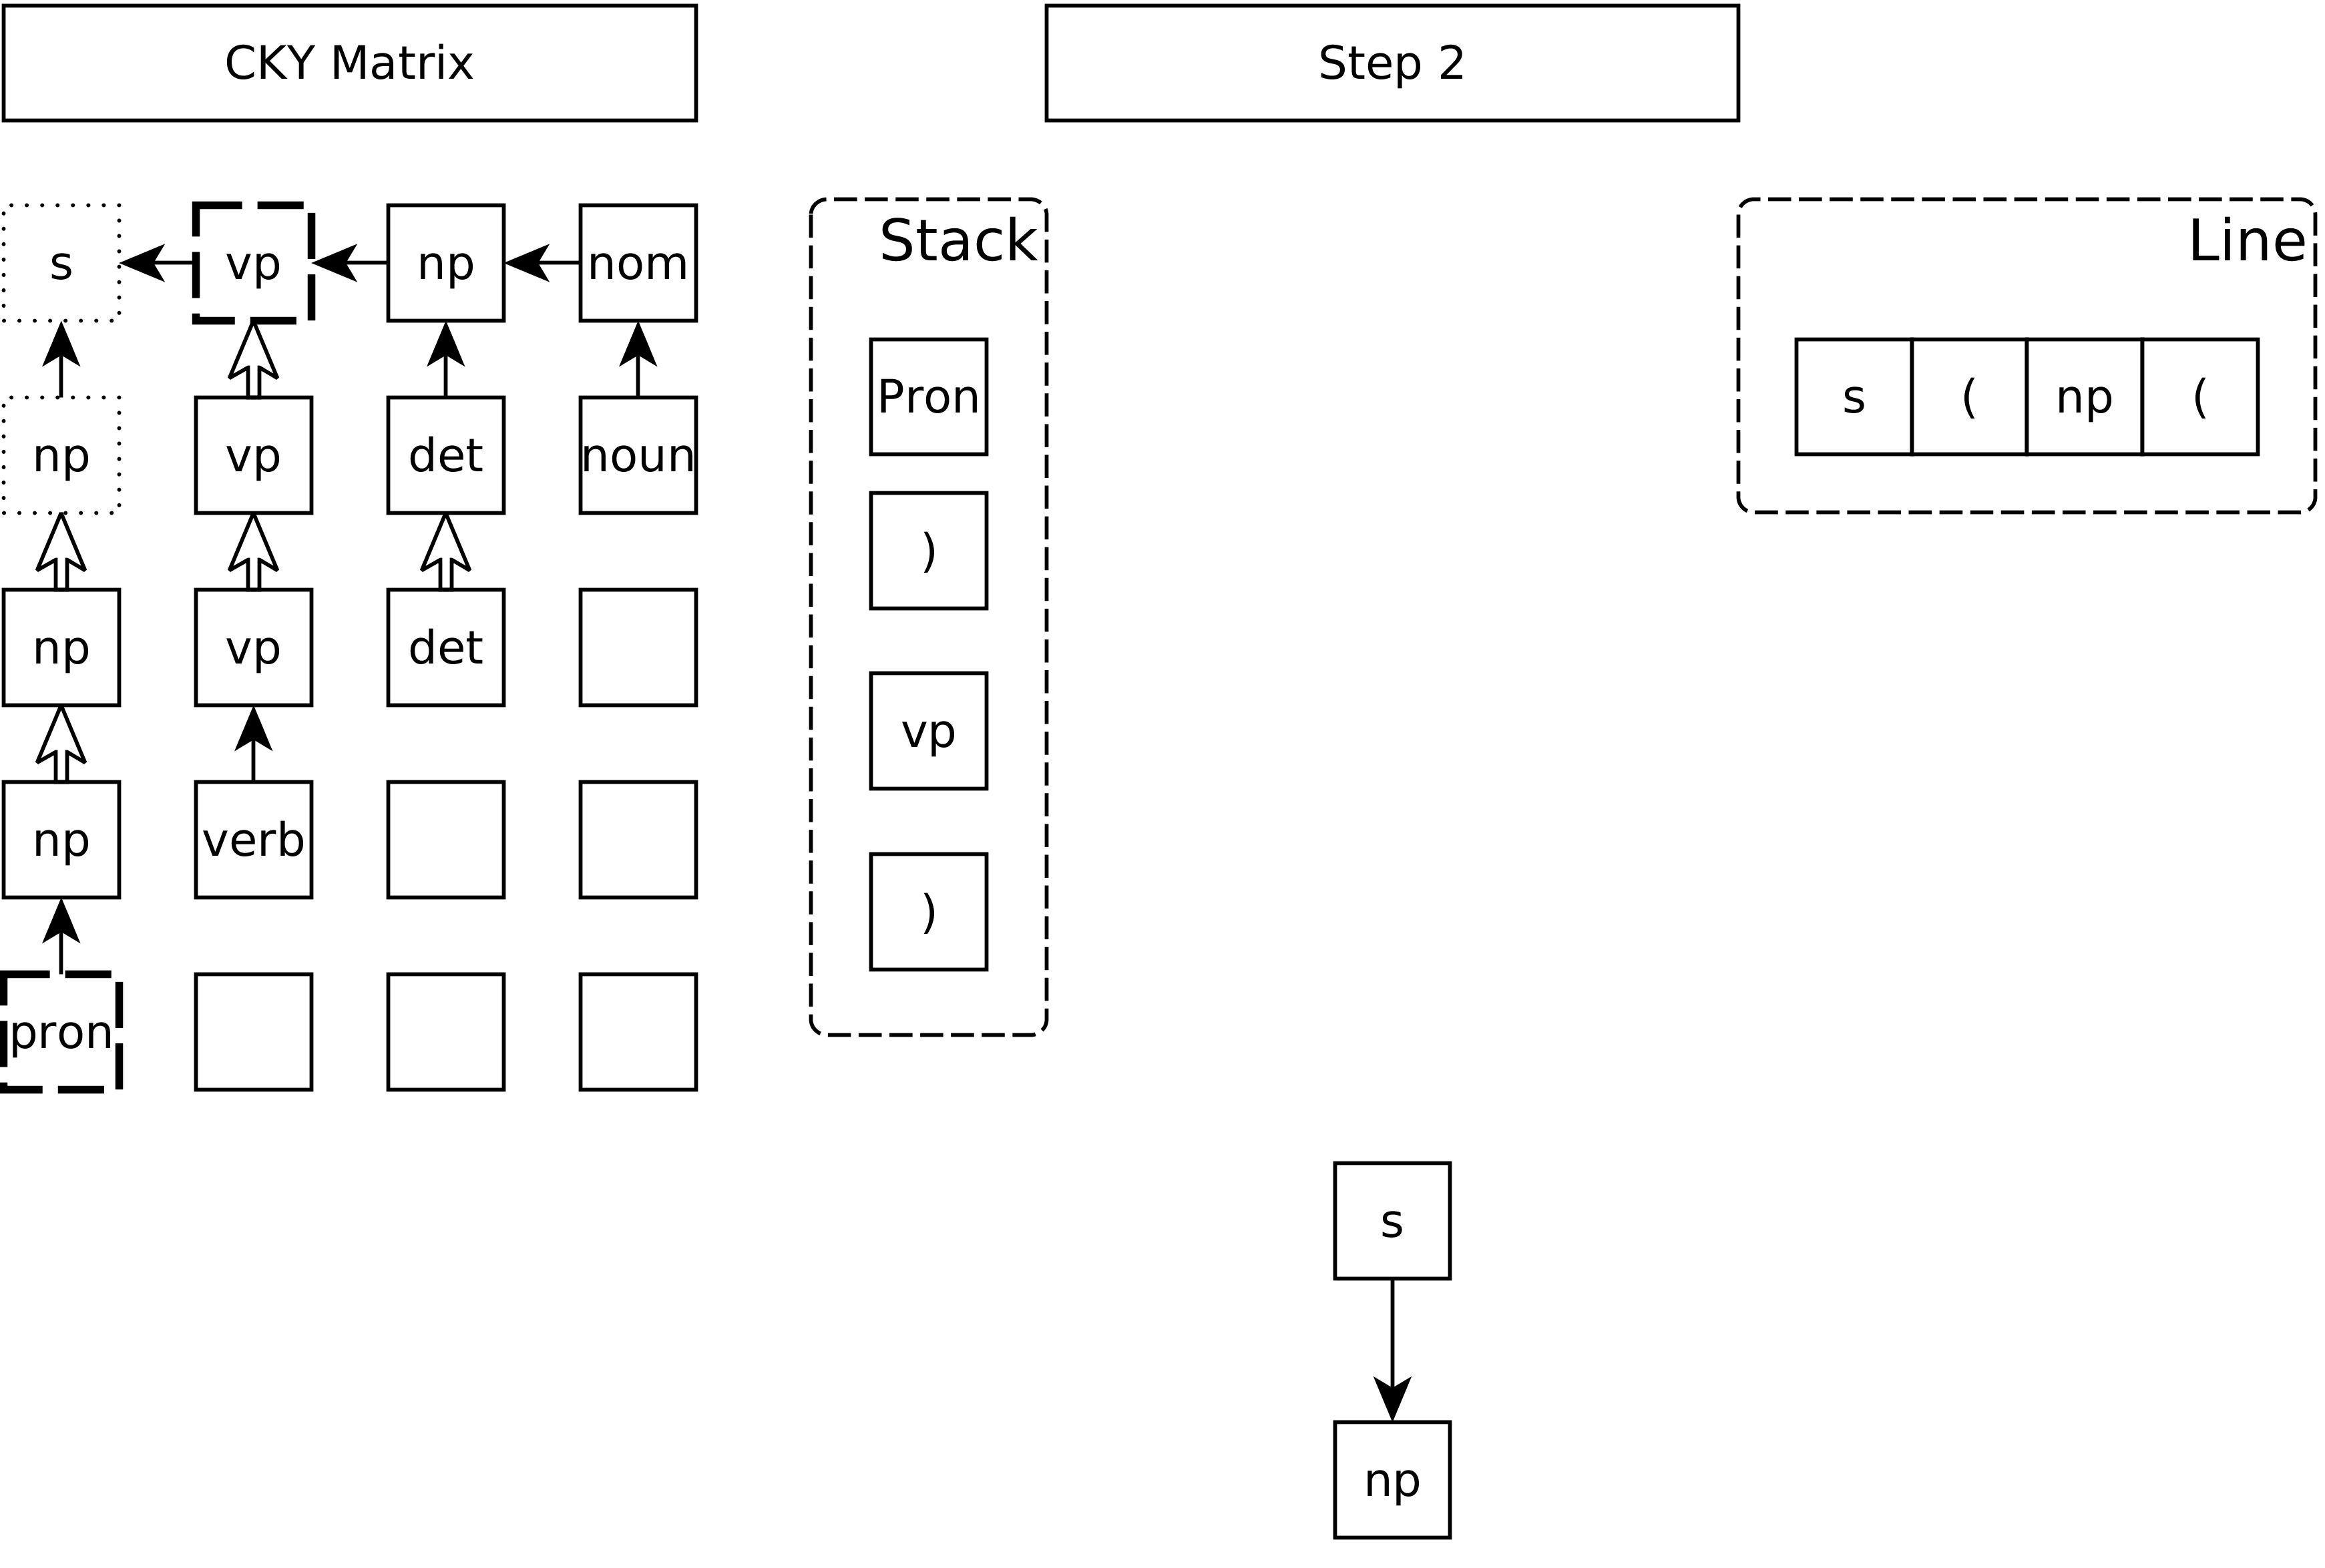 CKY Matrix
Step 2
s vp np nom
np vp det noun
np vp det
np verb
pron
Stack
Pron
)
vp
)
Line
s ( np (
s
np